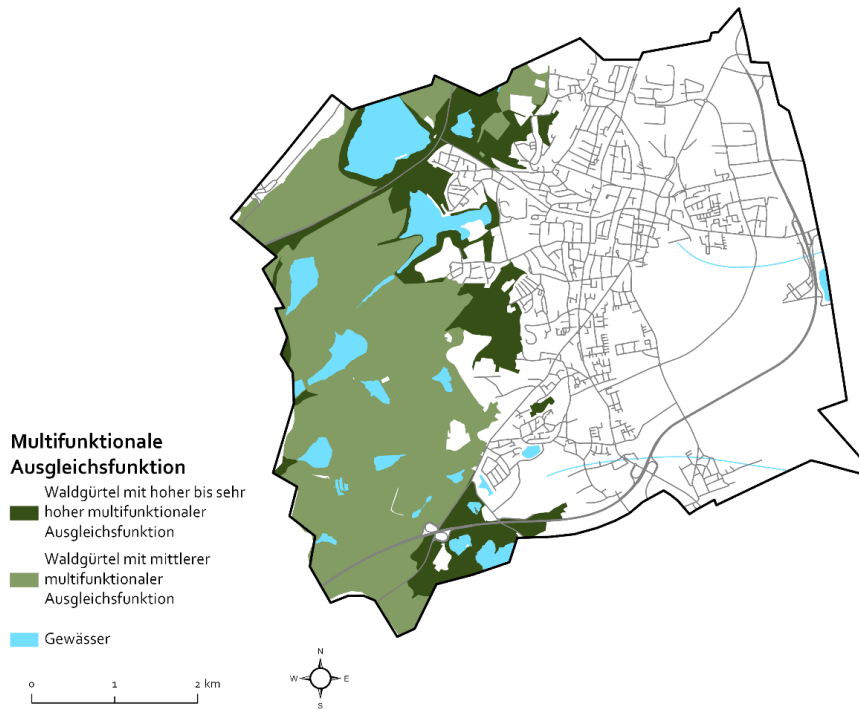 Multifunktionale
Ausgleichsfunktion
Waldgürtel mit hoher bis sehr
hoher multifunktionaler
Ausgleichsfunktion
Waldgürtel mit mittlerer
multifunktionaler
Ausgleichsfunktion
Gewässer
0 1 2 km
N
W E
S